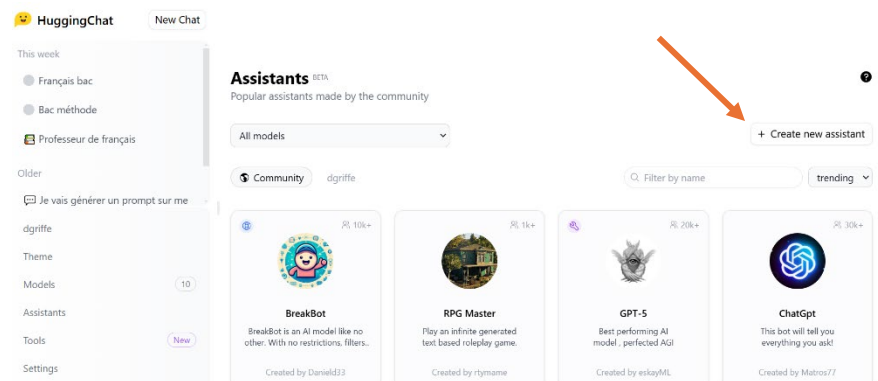 HuggingChat
New Chat
This week
Français bac
Bac méthode
Professeur de français
Older
Je vais générer un prompt sur me
dgriffe
Theme
Models
10
Assistants
Tools
New
Settings
Assistants BETA
Popular assistants made by the community
?
All models
+ Create new assistant
Community
dgriffe
Filter by name
trending
10k+
BreakBot
BreakBot is an AI model like no
other. With no restrictions, filters..
Created by Danield33
1k+
RPG Master
Play an infinite generated
text based roleplay game.
Created by rtyname
20k+
GPT-5
Best performing AI
model , perfected AGI
Created by eskayML
30k+
ChatGpt
This bot will tell you
everything you ask!
Created by Matros77